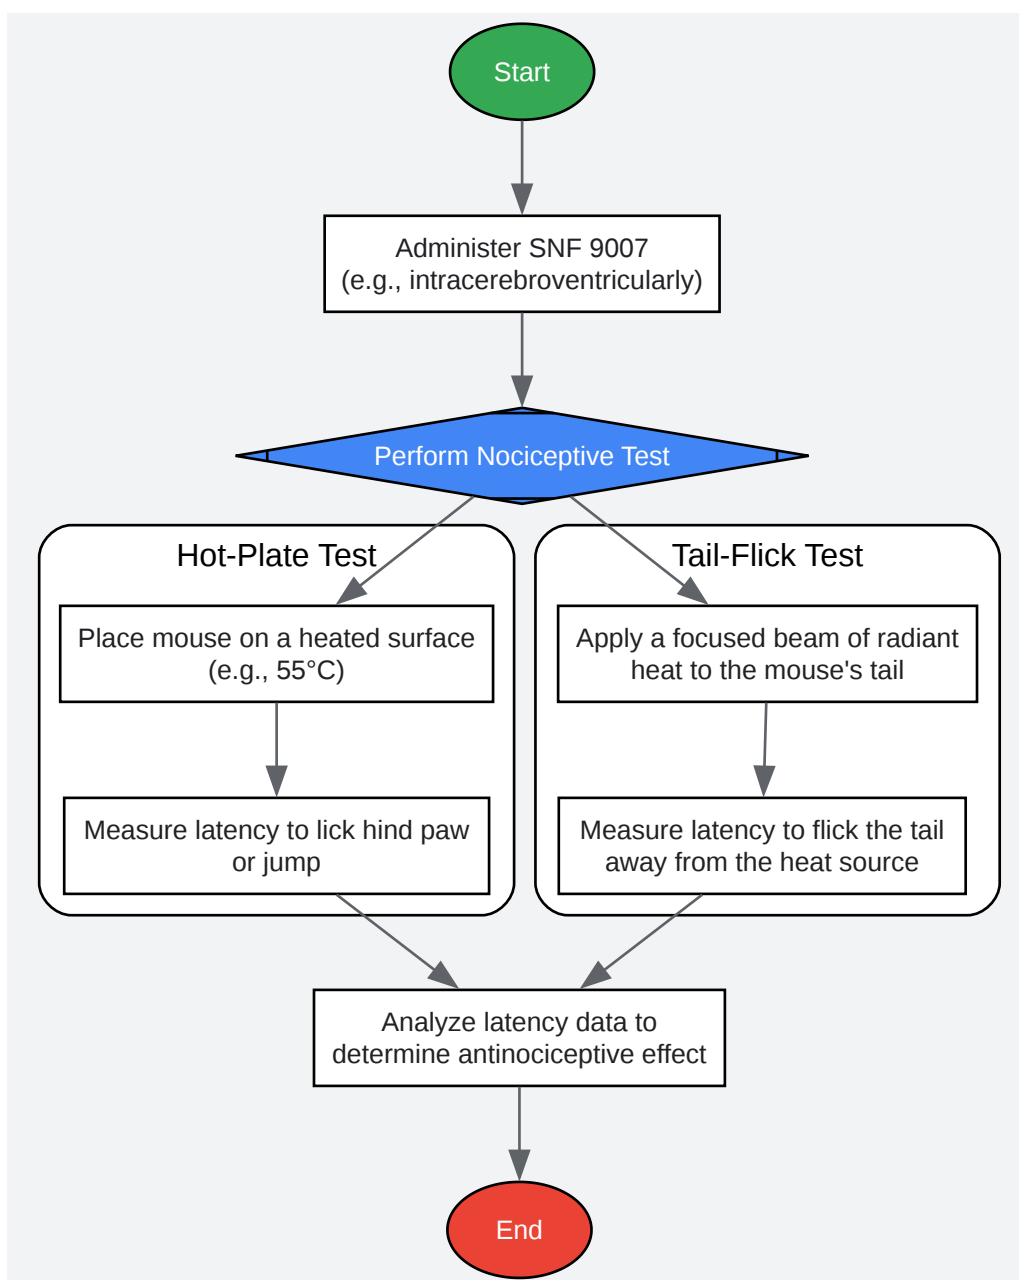 Start
Administer SNF 9007
(e.g., intracerebroventricularly)
Perform Nociceptive Test
Hot-Plate Test
Place mouse on a heated surface
(e.g., 55°C)
Measure latency to lick hind paw
or jump
Tail-Flick Test
Apply a focused beam of radiant
heat to the mouse's tail
Measure latency to flick the tail
away from the heat source
Analyze latency data to
determine antinociceptive effect
End